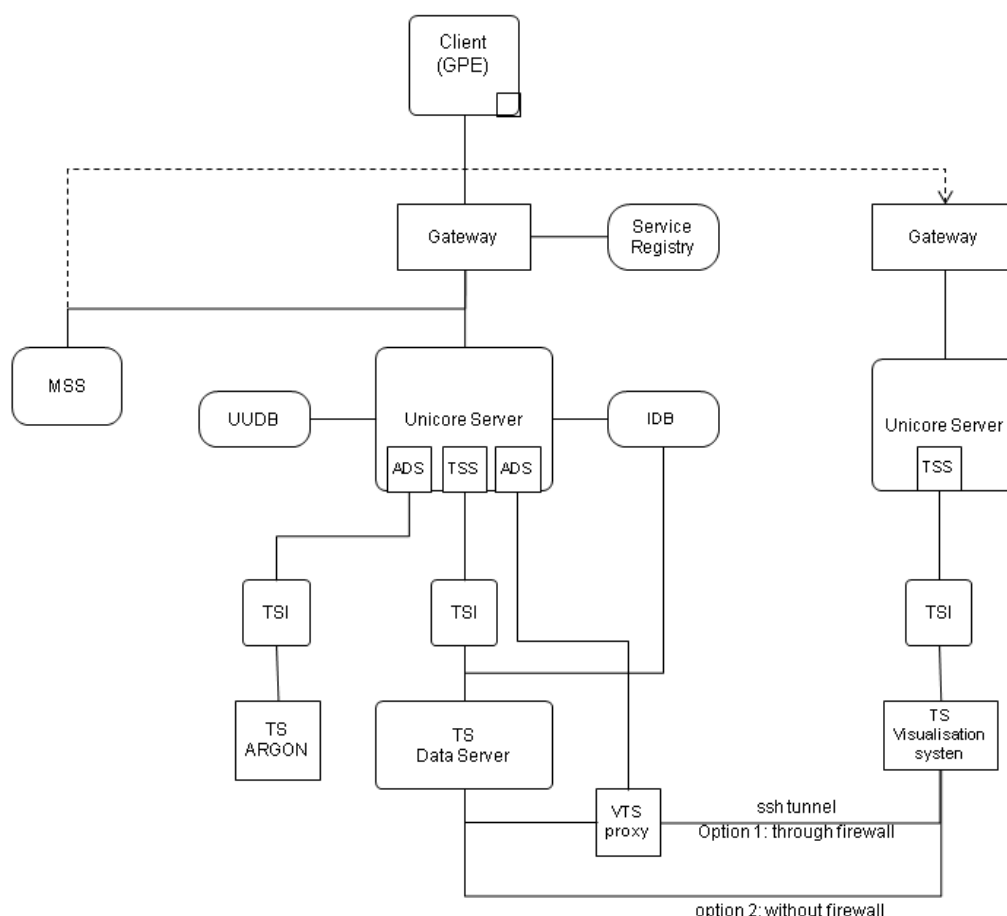 Client
(GPE)
Gateway
Service
Registry
Gateway
MSS
UUDB
Unicore Server
IDB
Unicore Server
ADS
TSS
ADS
TSS
TSI
TSI
TSI
TS
ARGON
TS
Data Server
TS
Visualisation
systen
VTS
proxy
ssh tunnel
Option 1: through firewall
option 2: without firewall